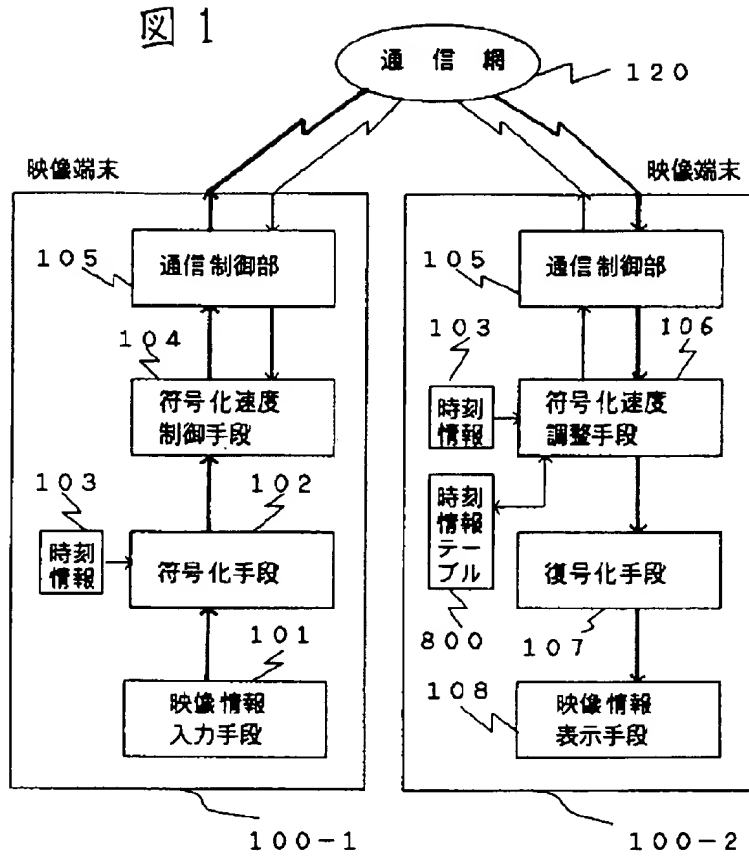 図1
通信網
120
映像端末
映像端末
105
通信制御部
104
符号化速度
制御手段
103
時刻
情報
102
符号化手段
101
映像情報
入力手段
100-1
105
通信制御部
103
時刻
情報
106
符号化速度
調整手段
時刻
情報
テー
ブル
800
復号化手段
107
108
映像情報
表示手段
100-2